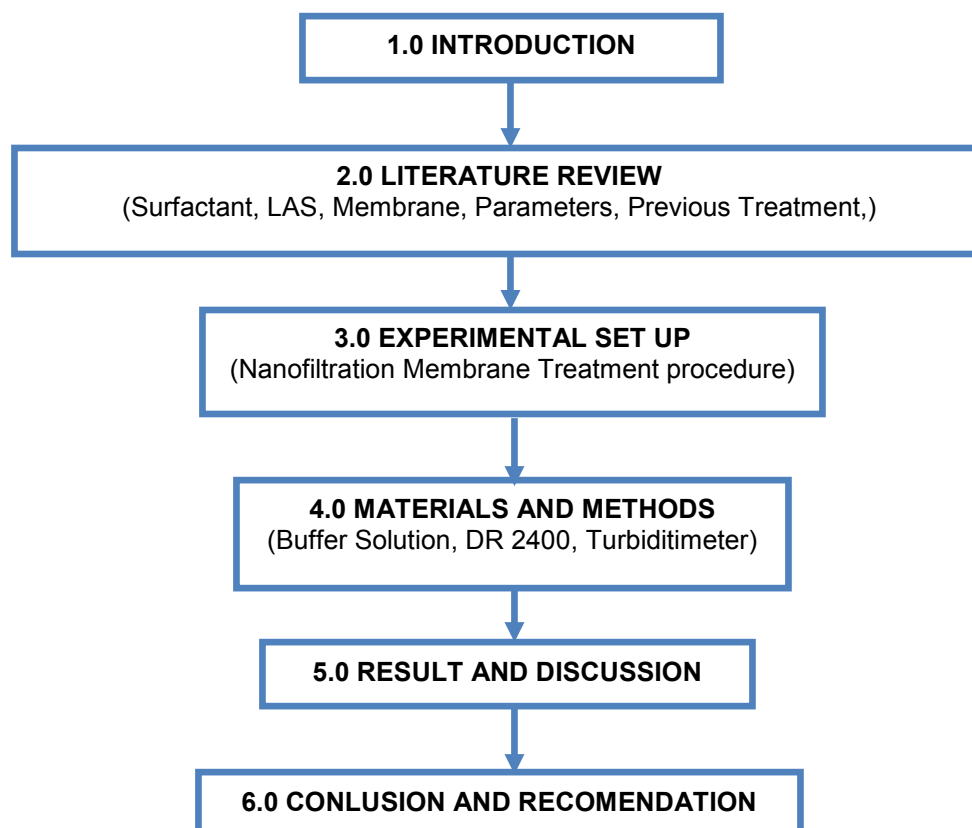 1.0 INTRODUCTION
2.0 LITERATURE REVIEW
(Surfactant, LAS, Membrane, Parameters, Previous Treatment,)
3.0 EXPERIMENTAL SET UP
(Nanofiltration Membrane Treatment procedure)
4.0 MATERIALS AND METHODS
(Buffer Solution, DR 2400, Turbiditimeter)
5.0 RESULT AND DISCUSSION
6.0 CONLUSION AND RECOMENDATION